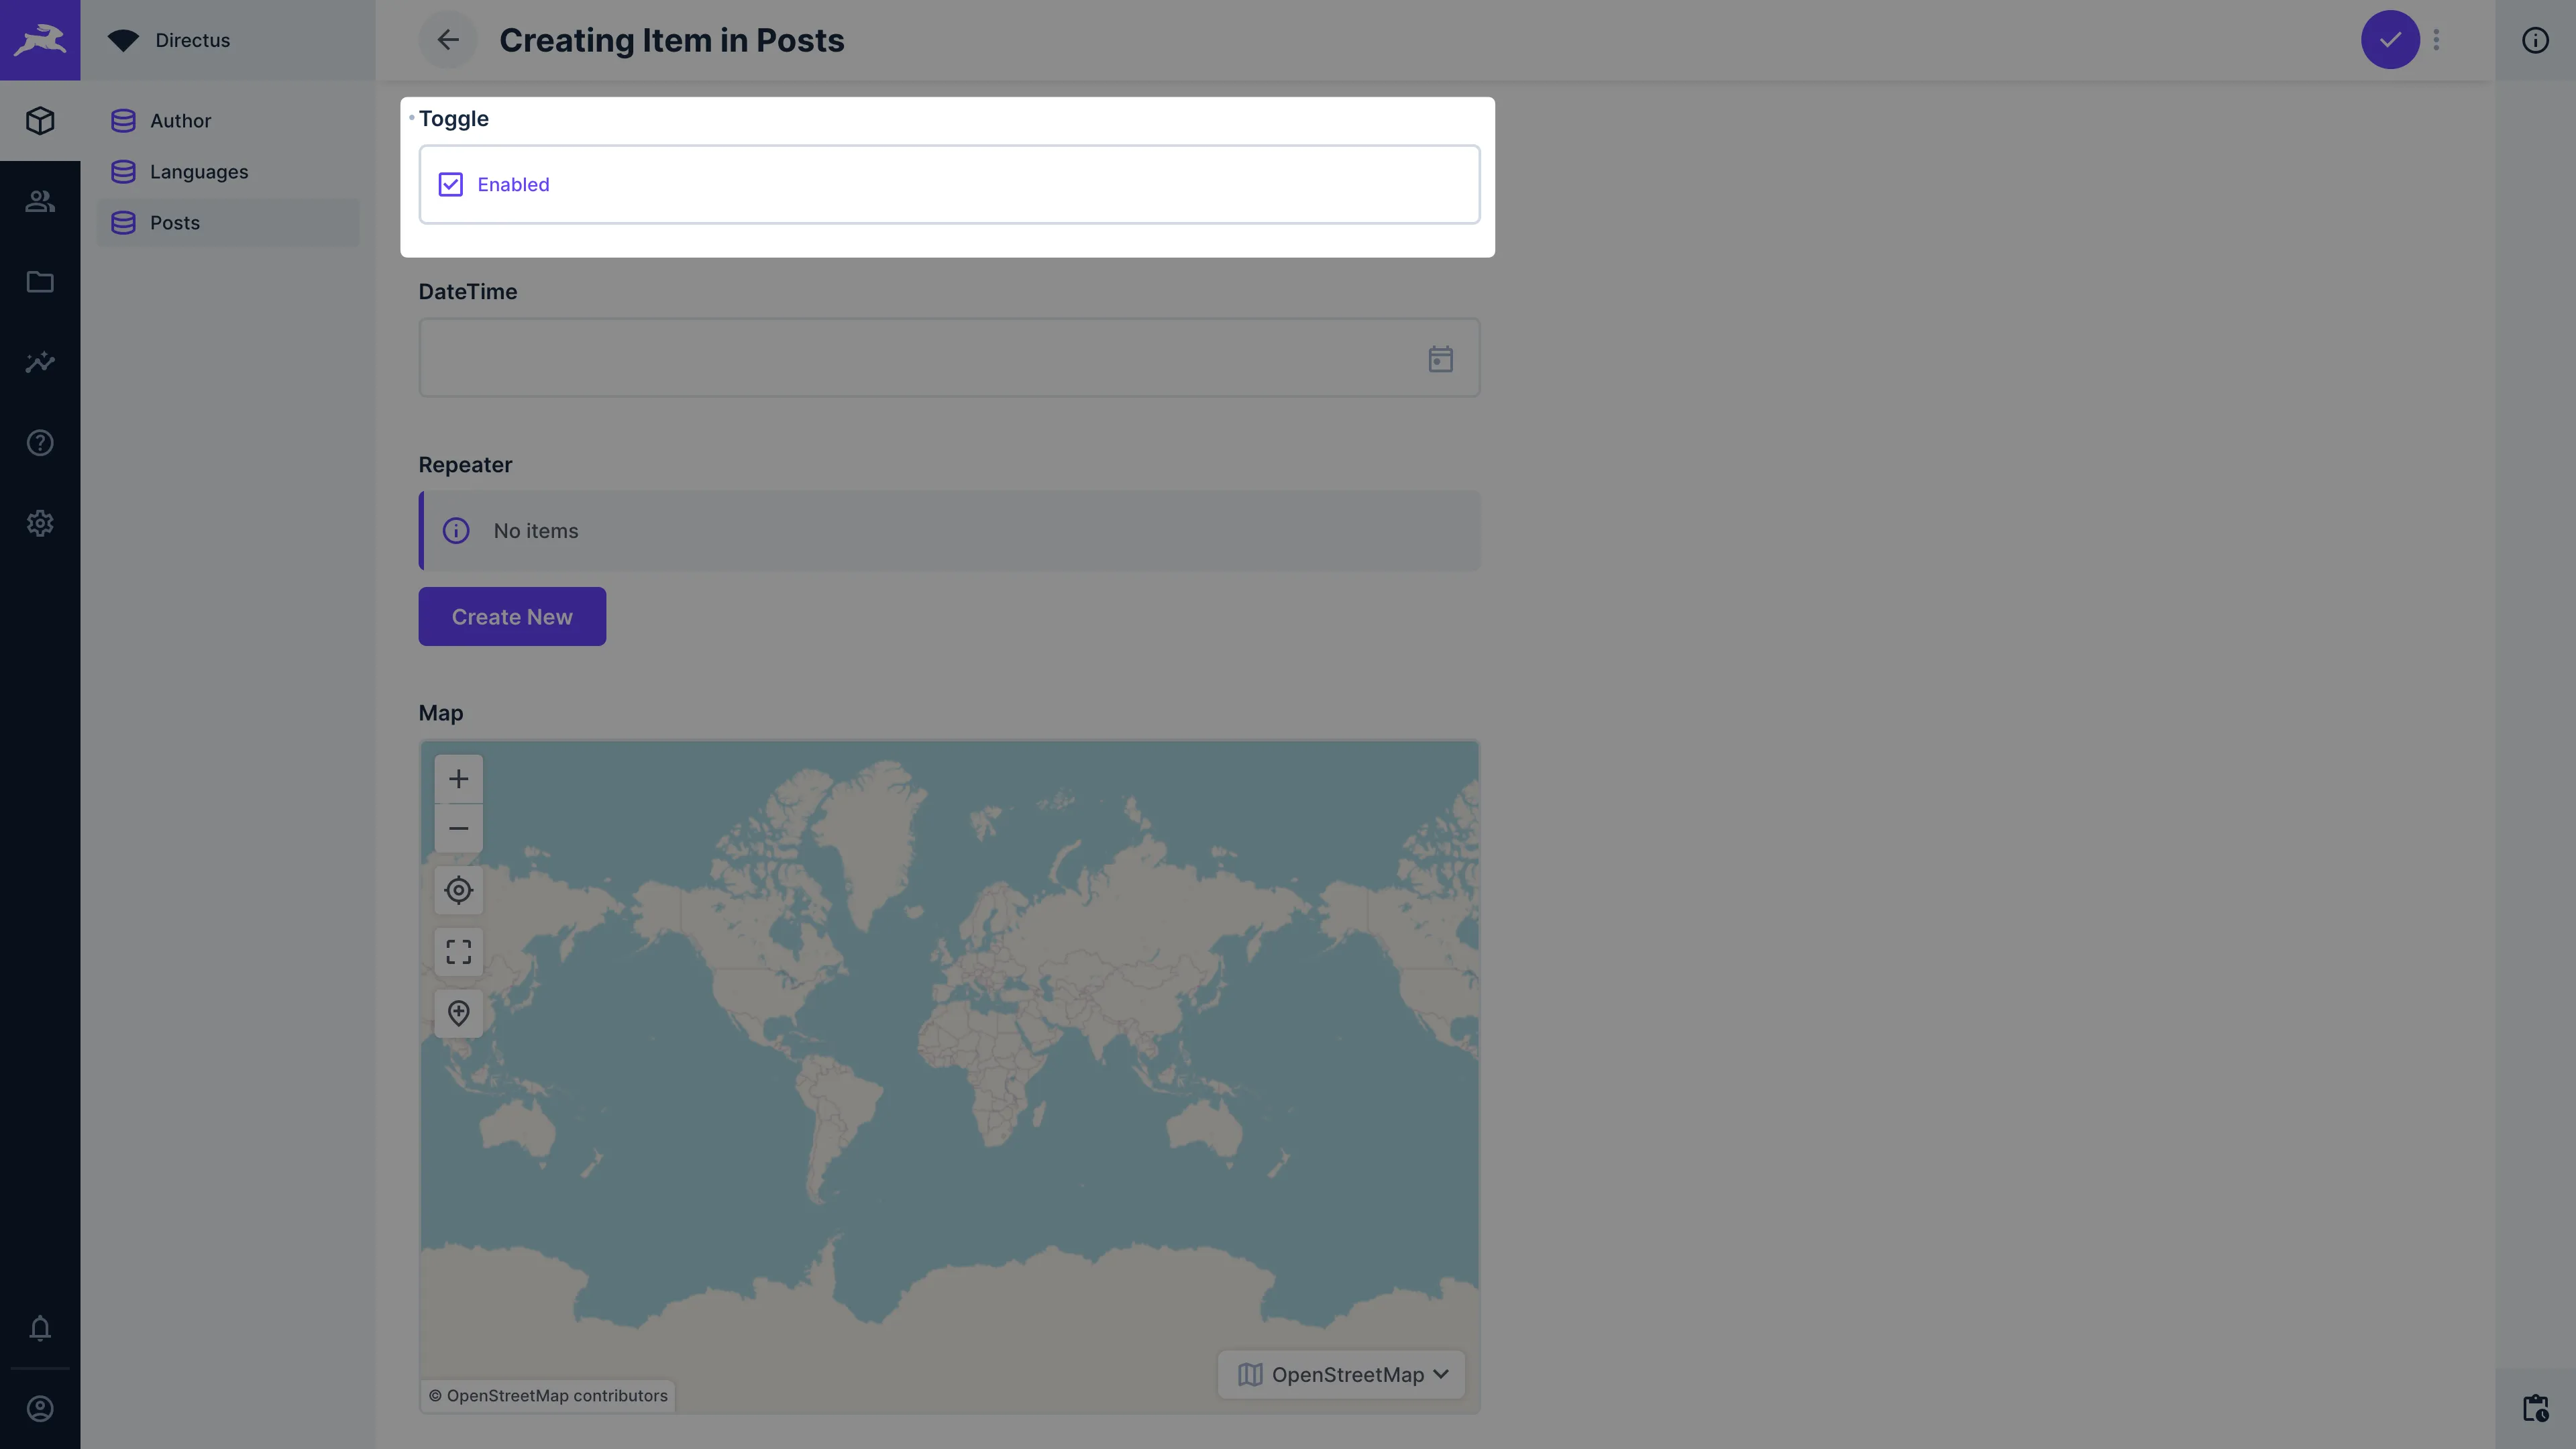 Directus
Creating Item in Posts
Author
Languages
Posts
Toggle
Enabled
DateTime
Repeater
No items
Create New
Map
OpenStreetMap
© OpenStreetMap contributors